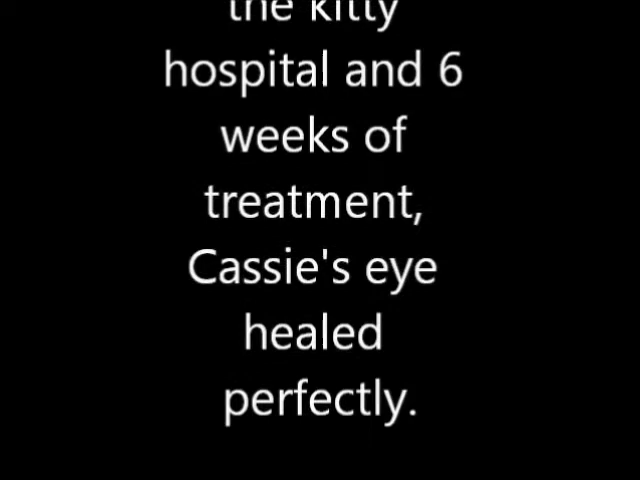 the kitty
hospital and 6
weeks of
treatment,
Cassie's eye
healed
perfectly.